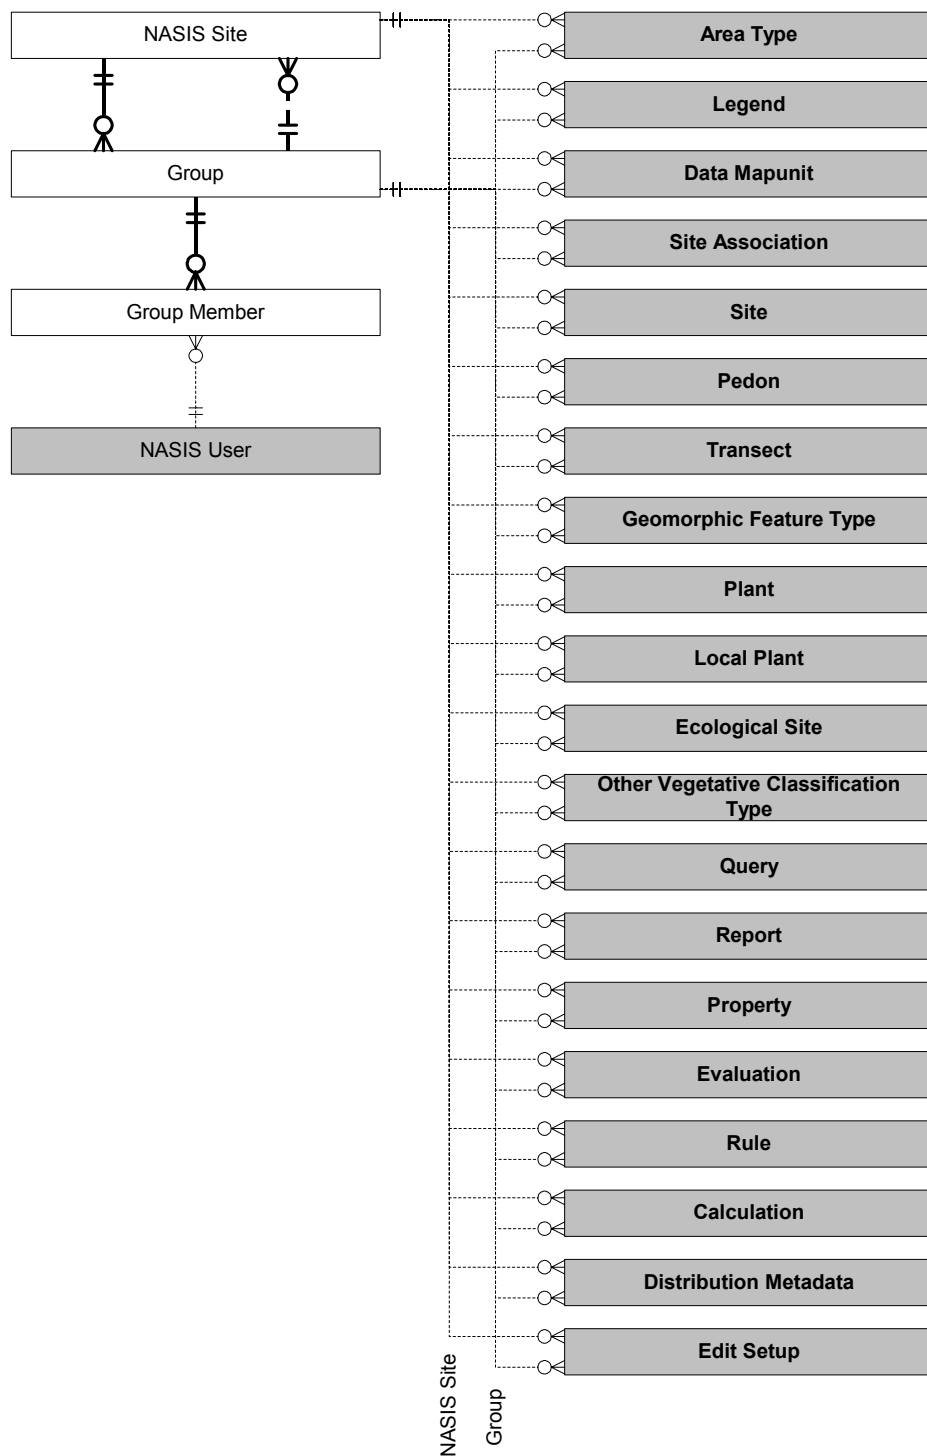 NASIS Site
Group
Group Member
NASIS User
Area Type
Legend
Data Mapunit
Site Association
Site
Pedon
Transect
Geomorphic Feature Type
Plant
Local Plant
Ecological Site
Other Vegetative Classification
Type
Query
Report
Property
Evaluation
Rule
Calculation
Distribution Metadata
Edit Setup
NASIS Site
Group